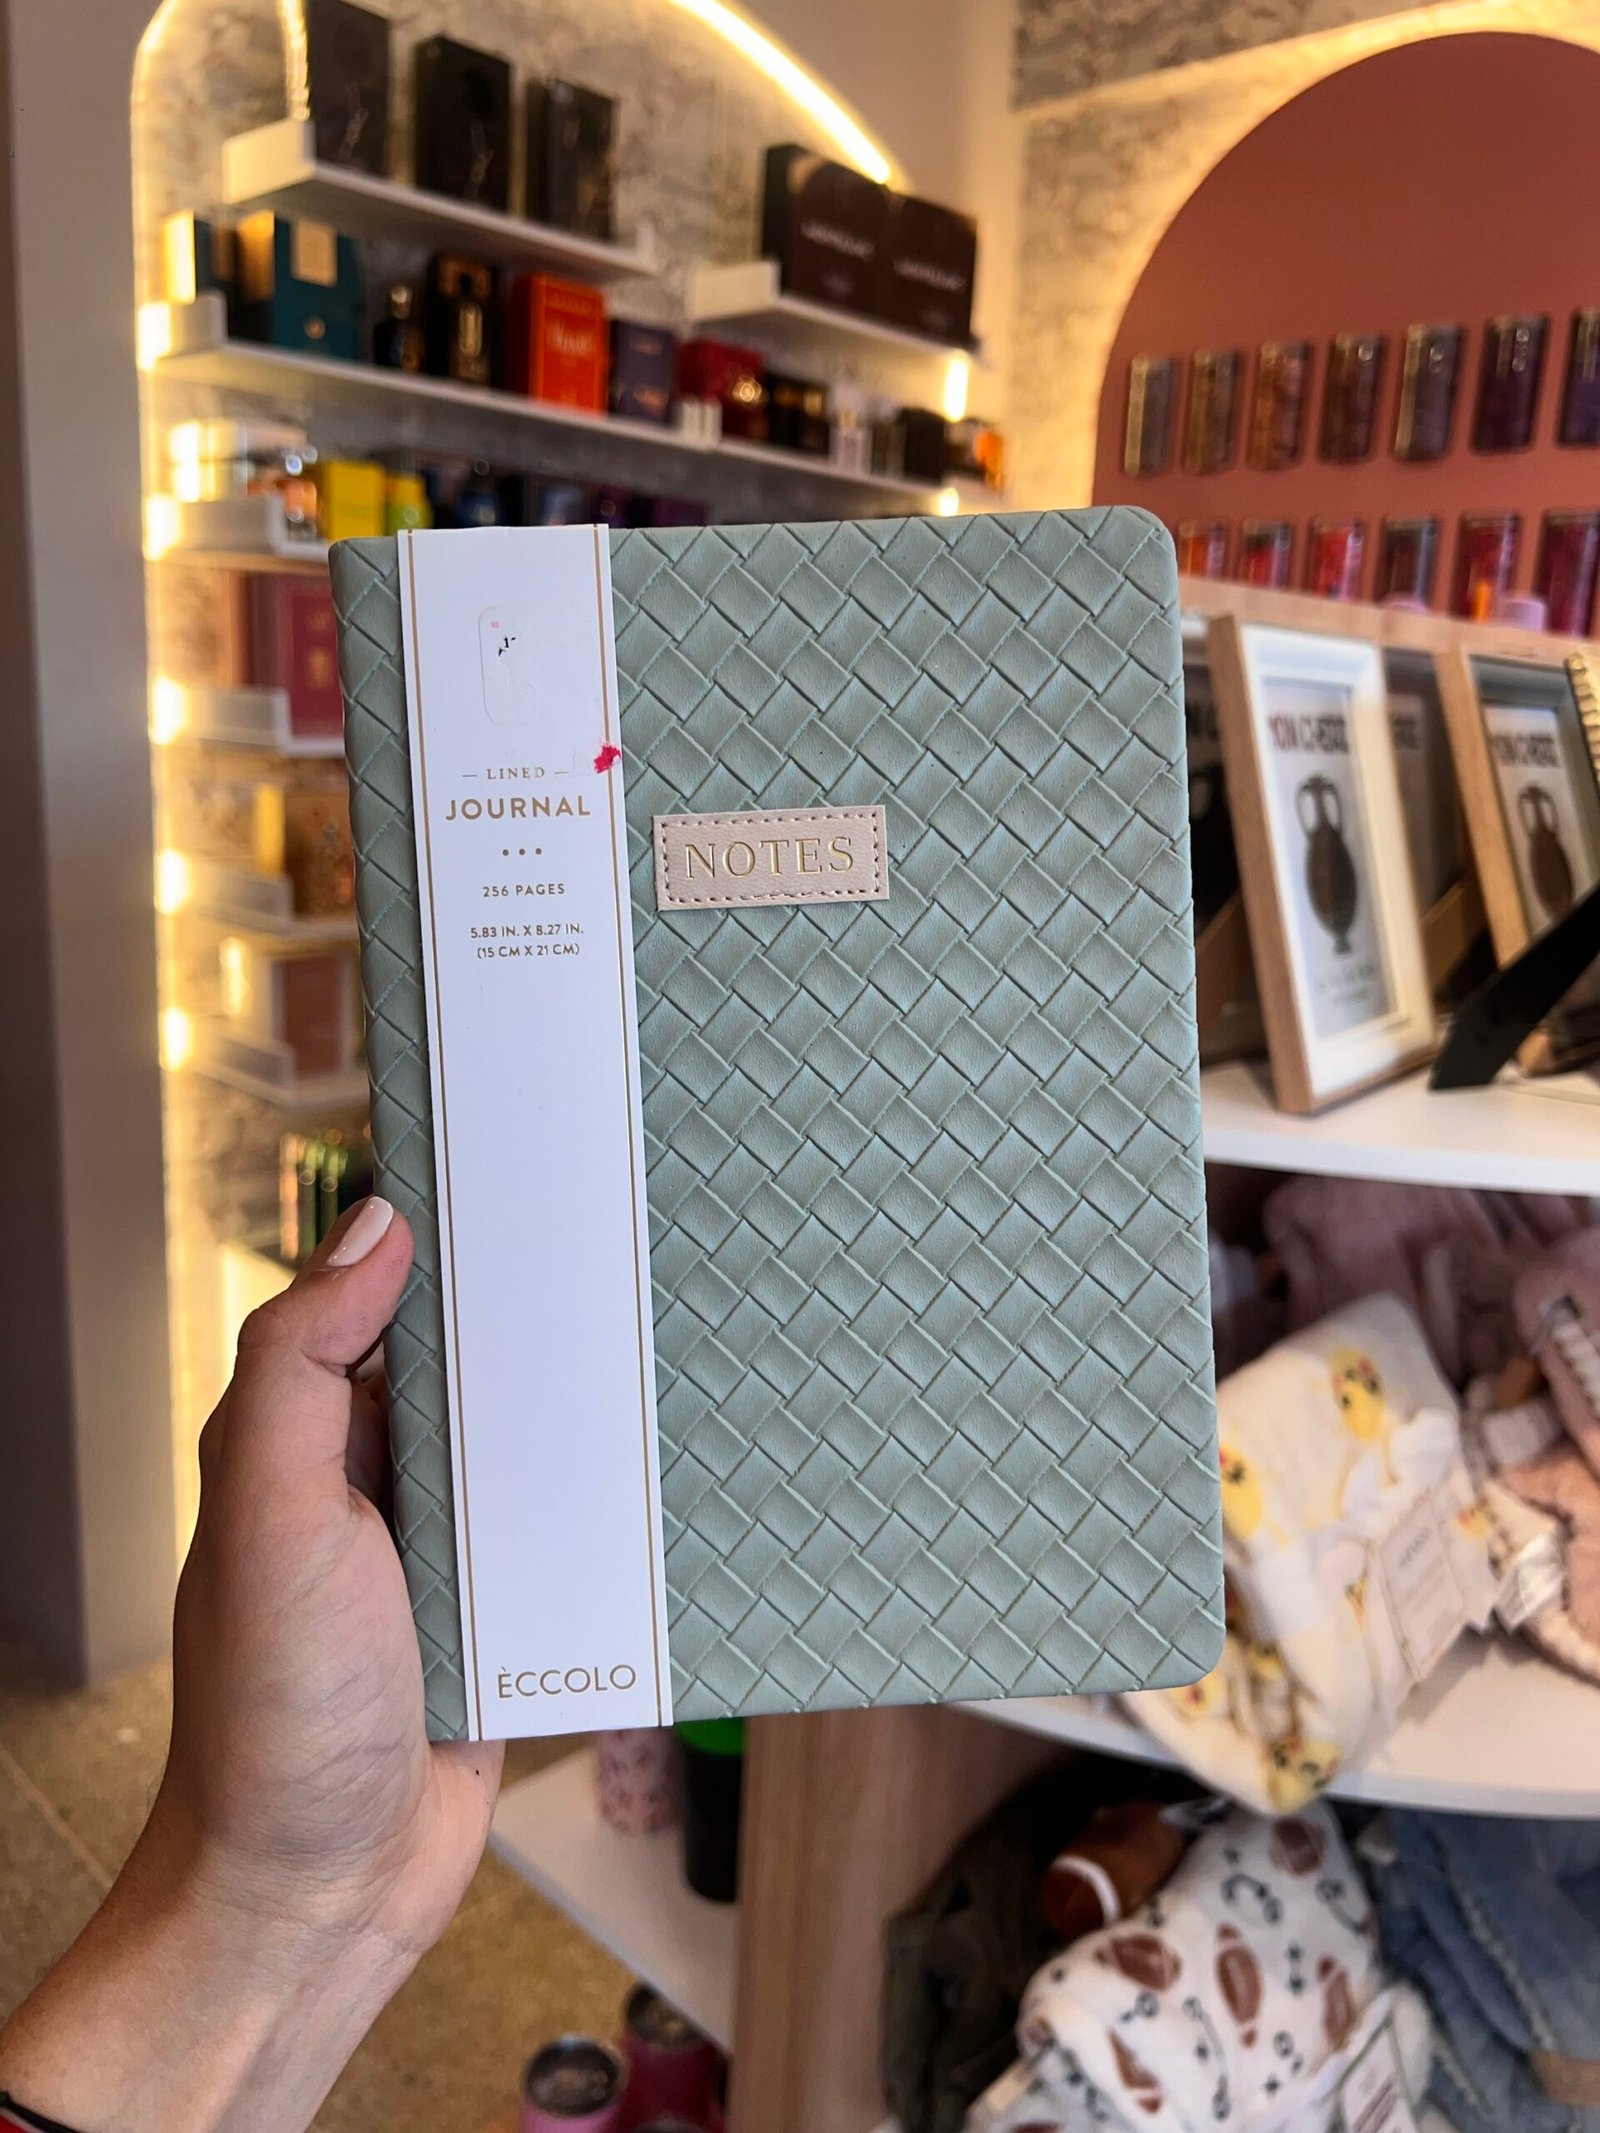 — LINED —
JOURNAL
•••
256 PAGES
5.83 IN. X 8.27 IN.
(15 CM X 21 CM)
NOTES
ÈCCOLO